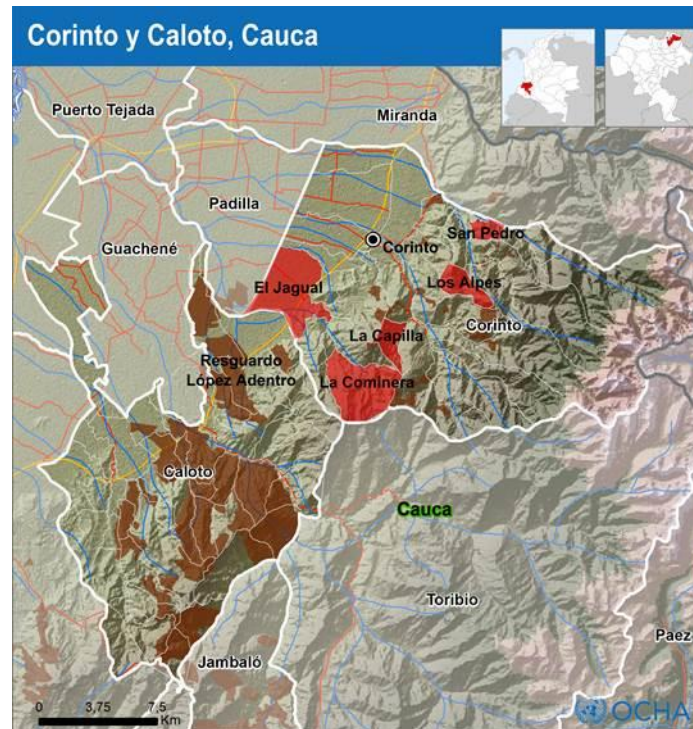 Corinto y Caloto, Cauca
Puerto Tejada
Miranda
Padilla
Guachené
San Pedro
Corinto
El Jagual
Los Alpes
La Capilla
Corinto
Resguardo
López Adentro
La Cominera
Caloto
Cauca
Toribio
Paez
Jambaló
0 3,75 7,5
Km
OCHA